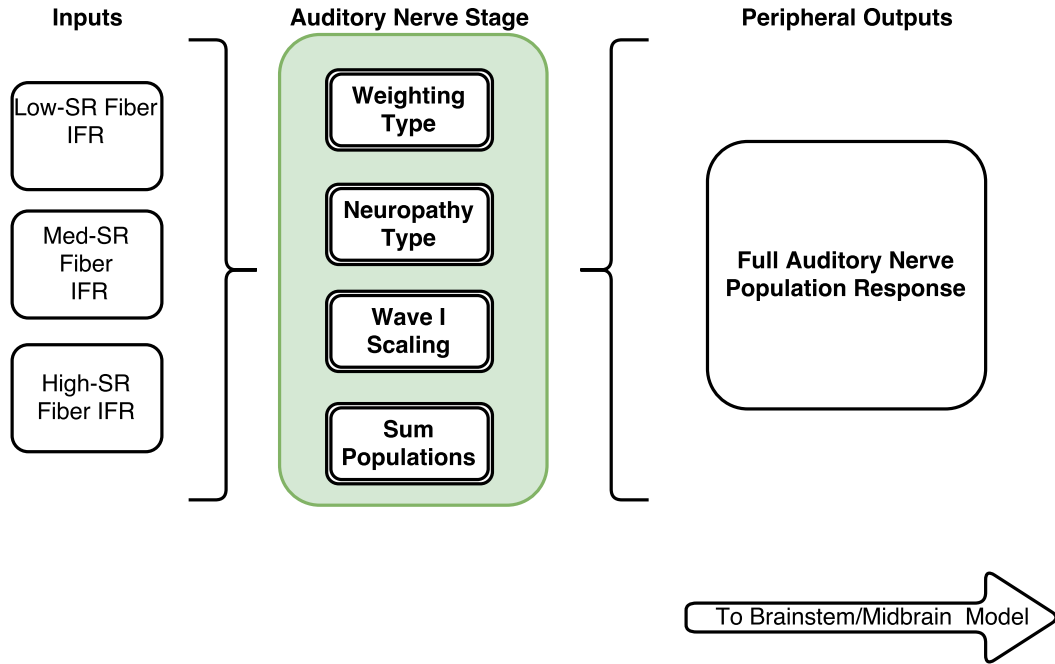 Inputs
Auditory Nerve Stage
Peripheral Outputs
Low-SR Fiber
IFR
Med-SR
Fiber
IFR
High-SR
Fiber IFR
Weighting
Type
Neuropathy
Type
Wave I
Scaling
Sum
Populations
Full Auditory Nerve
Population Response
To Brainstem/Midbrain Model